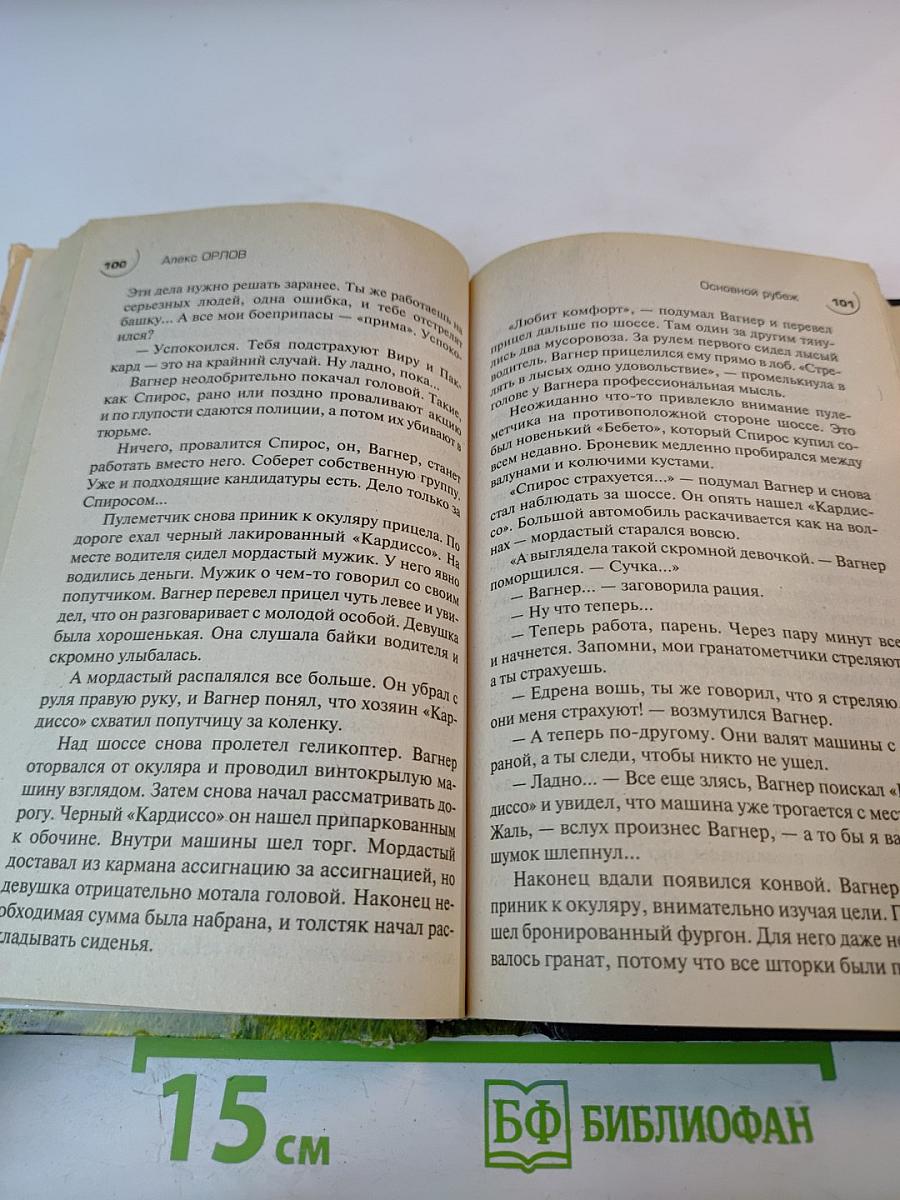 100 Алекс ОРЛОВ
Эти дела нужно решать заранее. Ты же работаешь на
серьезных людей, одна ошибка, и тебе отстрелят
башку... А все мои боеприпасы — «прима». Успоко-
ился?
— Успокоился. Тебя подстрахуют Виру и Пак-
кард — это на крайний случай. Ну ладно, пока...
Вагнер неодобрительно покачал головой. Такие,
как Спирос, рано или поздно проваливают акцию
и по глупости сдаются полиции, а потом их убивают в
тюрьме.
Ничего, провалится Спирос, он, Вагнер, станет
работать вместо него. Соберет собственную группу.
Уже и подходящие кандидатуры есть. Дело только за
Спиросом...
Пулеметчик снова приник к окуляру прицела. По
дороге ехал черный лакированный «Кардиссо». На
месте водителя сидел мордастый мужик. У него явно
водились деньги. Мужик о чем-то говорил со своим
попутчиком. Вагнер перевел прицел чуть левее и уви-
дел, что он разговаривает с молодой особой. Девушка
была хорошенькая. Она слушала байки водителя и
скромно улыбалась.
А мордастый распалялся все больше. Он убрал с
руля правую руку, и Вагнер понял, что хозяин «Кар-
диссо» схватил попутчицу за коленку.
Над шоссе снова пролетел геликоптер. Вагнер
оторвался от окуляра и проводил винтокрылую ма-
шину взглядом. Затем снова начал рассматривать до-
рогу. Черный «Кардиссо» он нашел припаркованным
к обочине. Внутри машины шел торг. Мордастый
доставал из кармана ассигнацию за ассигнацией, но
девушка отрицательно мотала головой. Наконец не-
обходимая сумма была набрана, и толстяк начал рас-
кладывать сиденья.
Основной рубеж 101
«Любит комфорт», — подумал Вагнер и перевел
прицел дальше по шоссе. Там один за другим тяну-
лись два мусоровоза. За рулем первого сидел лысый
водитель. Вагнер прицелился ему прямо в лоб. «Стре-
лять в лысых одно удовольствие», — промелькнула в
голове у Вагнера профессиональная мысль.
Неожиданно что-то привлекло внимание пуле-
метчика на противоположной стороне шоссе. Это
был новенький «Бебето», который Спирос купил со-
всем недавно. Броневик медленно пробирался между
валунами и колючими кустами.
«Спирос страхуется...» — подумал Вагнер и снова
стал наблюдать за шоссе. Он опять нашел «Кардис-
со». Большой автомобиль раскачивается как на вол-
нах — мордастый старался вовсю.
«А выглядела такой скромной девочкой. — Вагнер
поморщился. — Сучка...»
— Вагнер... — заговорила рация.
— Ну что теперь...
— Теперь работа, парень. Через пару минут все
и начнется. Запомни, мои гранатометчики стреляют
а ты страхуешь.
— Едрена вошь, ты же говорил, что я стреляю
они меня страхуют! — возмутился Вагнер.
— А теперь по-другому. Они валят машины с
раной, а ты следи, чтобы никто не ушел.
— Ладно... — Все еще злясь, Вагнер поискал
диссо» и увидел, что машина уже трогается с мес
Жаль, — вслух произнес Вагнер, — а то бы я ва
шумок шлепнул...
Наконец вдали появился конвой. Вагнер
приник к окуляру, внимательно изучая цели. П
шел бронированный фургон. Для него даже не
валось гранат, потому что все шторки были п
15 см
БФ БИБЛИОФАН